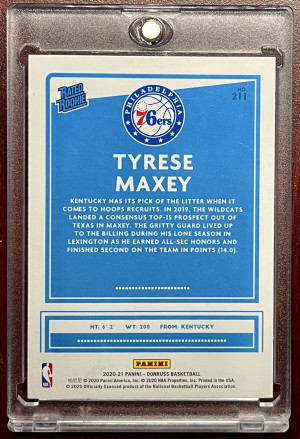 RATED
ROOKIE
PHILADELPHIA
76ERS
NO.
211
TYRESE
MAXEY
KENTUCKY HAS ITS PICK OF THE LITTER WHEN IT
COMES TO HOOPS RECRUITS. IN 2019, THE WILDCATS
LANDED A CONSENSUS TOP-15 PROSPECT OUT OF
TEXAS IN MAXEY. THE GRITTY GUARD LIVED UP
TO THE BILLING DURING HIS LONE SEASON IN
LEXINGTON AS HE EARNED ALL-SEC HONORS AND
FINISHED SECOND ON THE TEAM IN POINTS (14.0).
HT: 6' 2" WT: 200 FROM: KENTUCKY
PANINI
2020-21 PANINI – DONRUSS BASKETBALL
© 2020 Panini America, Inc. © 2020 NBA Properties, Inc. Printed in the USA.
© 2020 Officially licensed product of the National Basketball Players Association.
NBA